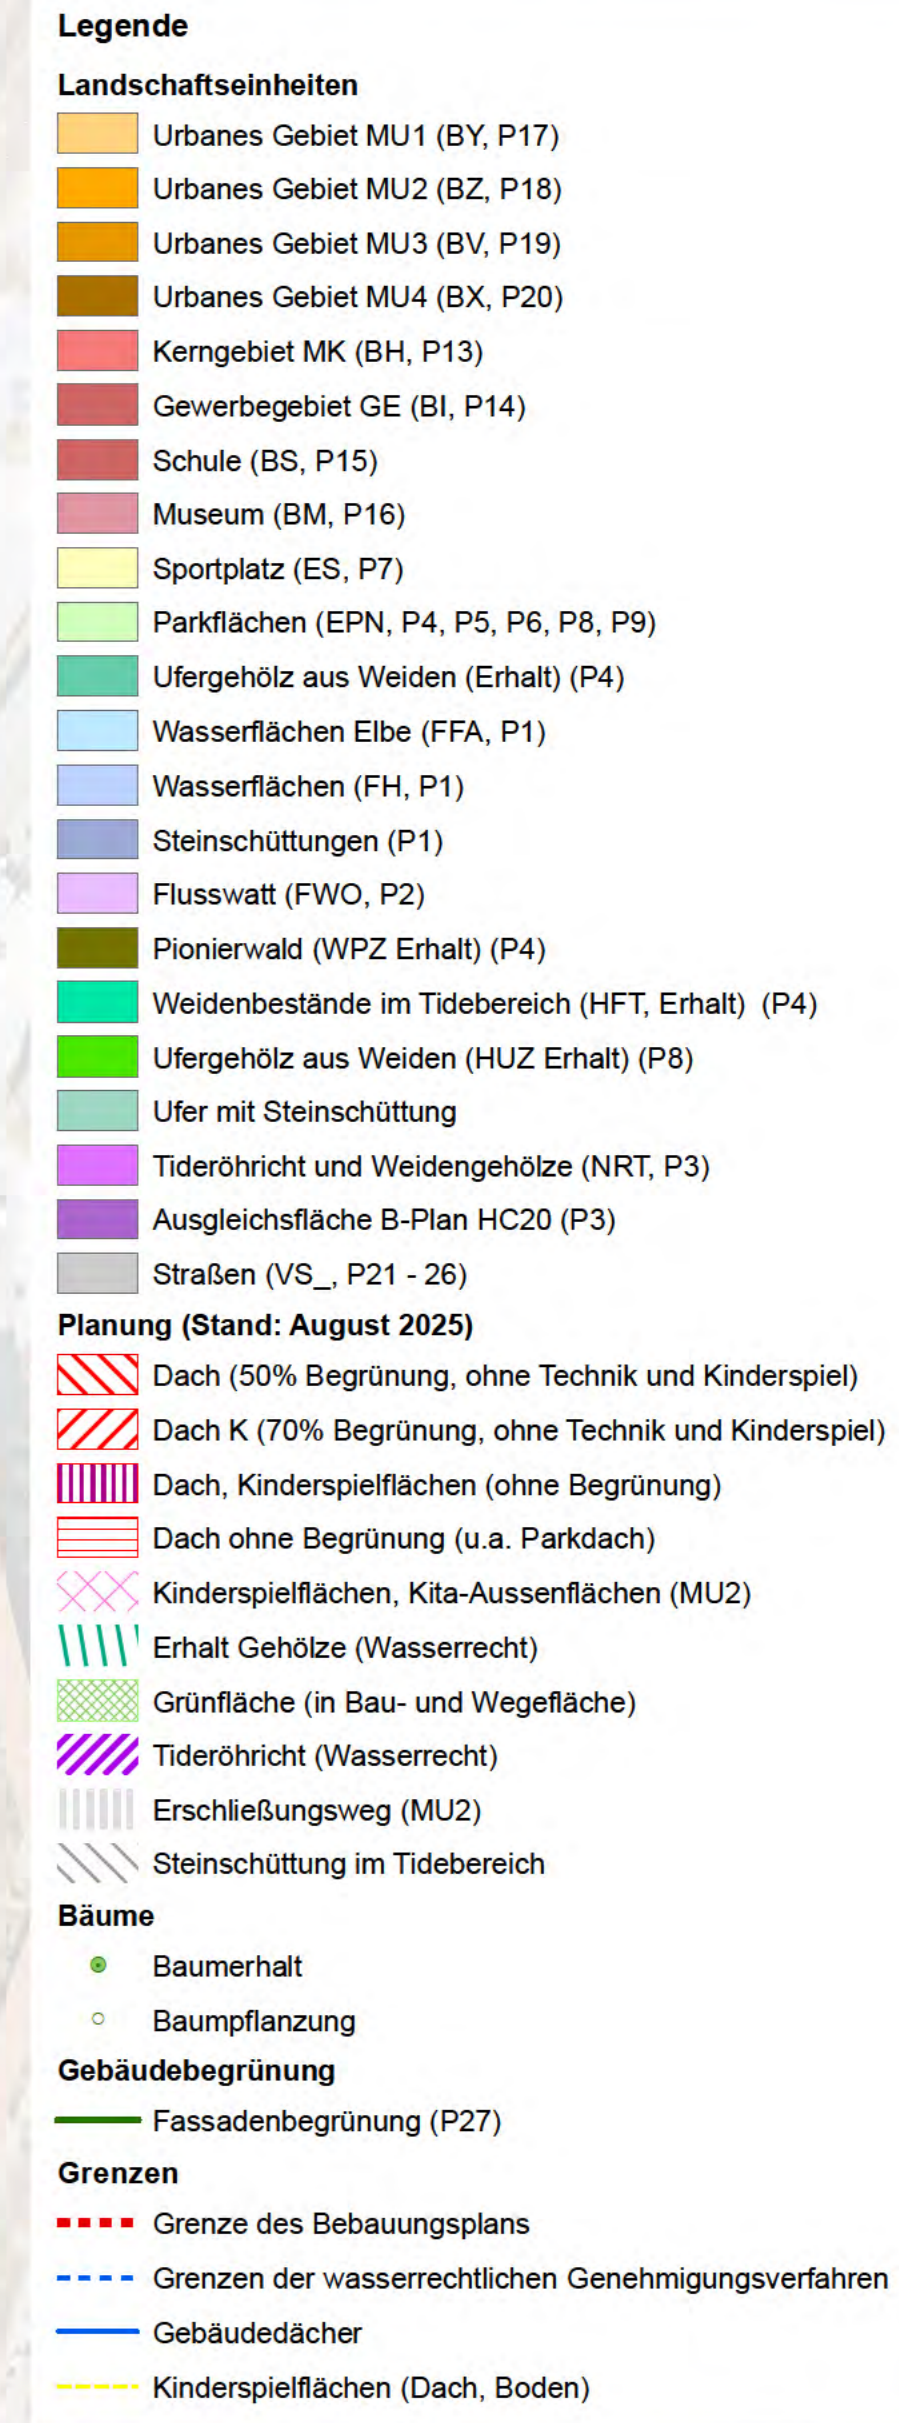 Legende
Landschaftseinheiten
Urbanes Gebiet MU1 (BY, P17)
Urbanes Gebiet MU2 (BZ, P18)
Urbanes Gebiet MU3 (BV, P19)
Urbanes Gebiet MU4 (BX, P20)
Kerngebiet MK (BH, P13)
Gewerbegebiet GE (BI, P14)
Schule (BS, P15)
Museum (BM, P16)
Sportplatz (ES, P7)
Parkflächen (EPN, P4, P5, P6, P8, P9)
Ufergehölz aus Weiden (Erhalt) (P4)
Wasserflächen Elbe (FFA, P1)
Wasserflächen (FH, P1)
Steinschüttungen (P1)
Flusswatt (FWO, P2)
Pionierwald (WPZ Erhalt) (P4)
Weidenbestände im Tidebereich (HFT, Erhalt) (P4)
Ufergehölz aus Weiden (HUZ Erhalt) (P8)
Ufer mit Steinschüttung
Tideröhricht und Weidengehölze (NRT, P3)
Ausgleichsfläche B-Plan HC20 (P3)
Straßen (VS_, P21 - 26)
Planung (Stand: August 2025)
Dach (50% Begrünung, ohne Technik und Kinderspiel)
Dach K (70% Begrünung, ohne Technik und Kinderspiel)
Dach, Kinderspielflächen (ohne Begrünung)
Dach ohne Begrünung (u.a. Parkdach)
Kinderspielflächen, Kita-Aussenflächen (MU2)
Erhalt Gehölze (Wasserrecht)
Grünfläche (in Bau- und Wegefläche)
Tideröhricht (Wasserrecht)
Erschließungsweg (MU2)
Steinschüttung im Tidebereich
Bäume
Baumerhalt
Baumpflanzung
Gebäudebegrünung
Fassadenbegrünung (P27)
Grenzen
Grenze des Bebauungsplans
Grenzen der wasserrechtlichen Genehmigungsverfahren
Gebäudedächer
Kinderspielflächen (Dach, Boden)